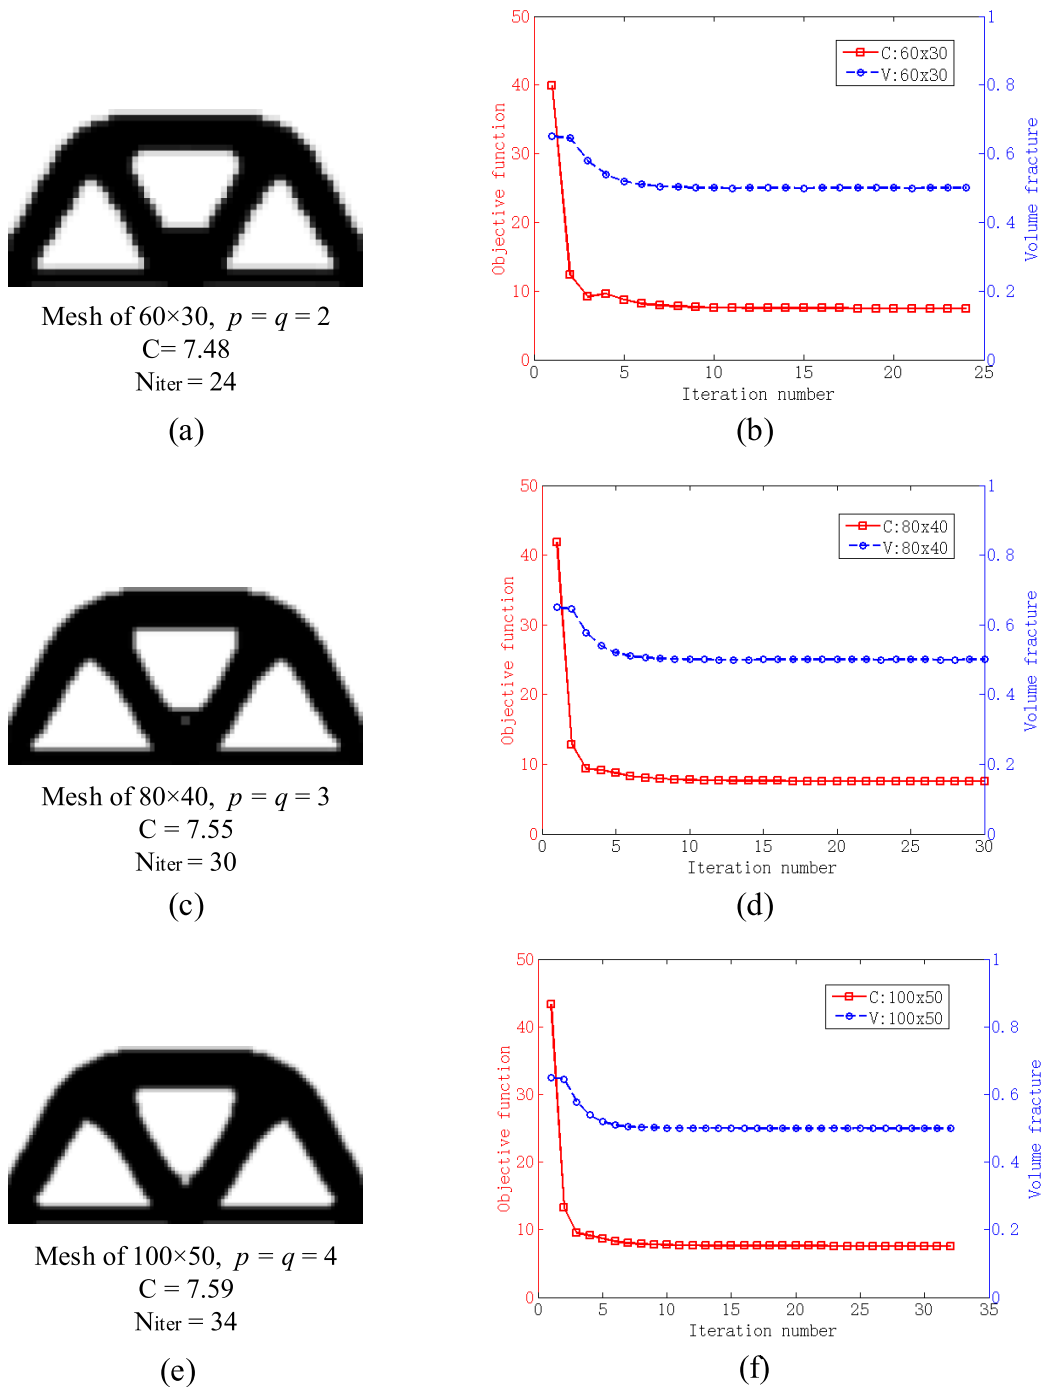 50
40
30
20
10
0
Objective function
C:60x30
V:60x30
1
0.8
0.6
0.4
0.2
0
Volume fracture
0 5 10 15 20 25
Iteration number
Mesh of 60×30, p = q = 2
C= 7.48
Niter = 24
(a)
(b)
50
40
30
20
10
0
Objective function
C:80x40
V:80x40
1
0.8
0.6
0.4
0.2
0
Volume fracture
0 5 10 15 20 25 30
Iteration number
Mesh of 80×40, p = q = 3
C = 7.55
Niter = 30
(c)
(d)
50
40
30
20
10
0
Objective function
C:100x50
V:100x50
1
0.8
0.6
0.4
0.2
0
Volume fracture
0 5 10 15 20 25 30 35
Iteration number
Mesh of 100×50, p = q = 4
C = 7.59
Niter = 34
(e)
(f)